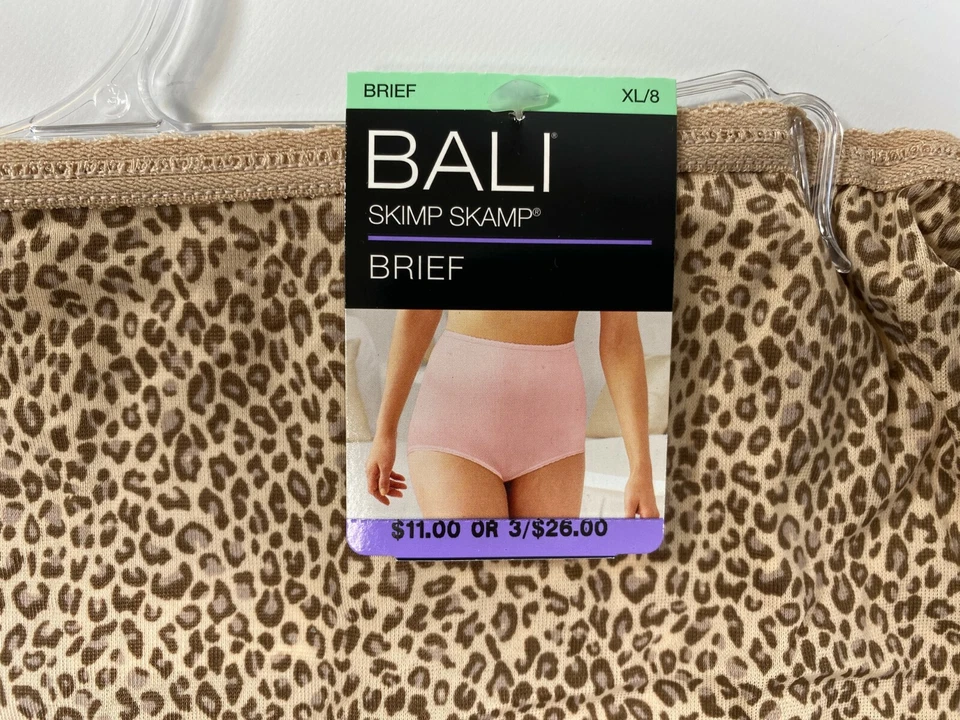 BRIEF XL/8
BALI®
SKIMP SKAMP®
BRIEF
$11.00 OR 3/$26.00